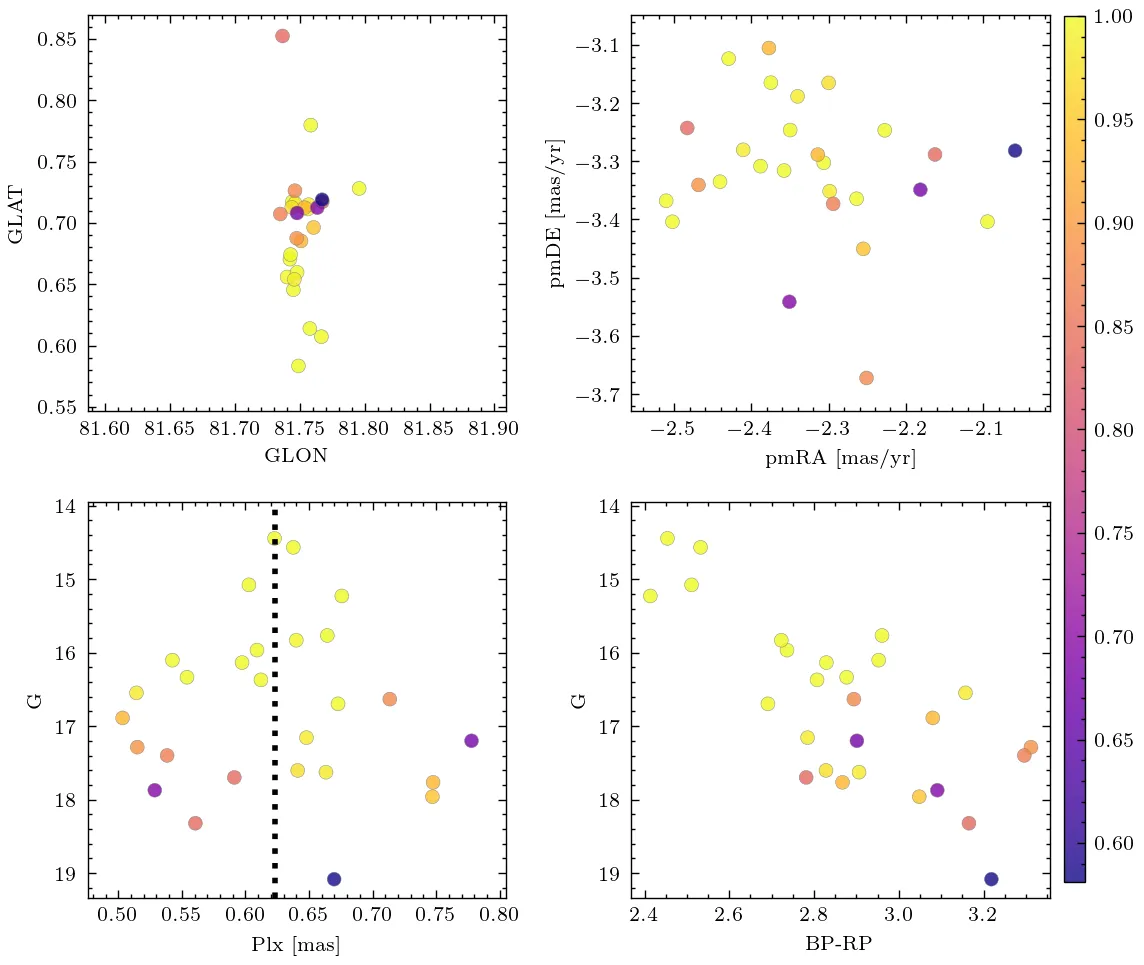 0.85
0.80
0.75
0.70
0.65
0.60
0.55
GLAT
81.60 81.65 81.70 81.75 81.80 81.85 81.90
GLON
−3.1
−3.2
−3.3
−3.4
−3.5
−3.6
−3.7
pmDE [mas/yr]
−2.5 −2.4 −2.3 −2.2 −2.1
pmRA [mas/yr]
1.00
0.95
0.90
0.85
0.80
0.75
0.70
0.65
0.60
14
15
16
17
18
19
G
0.50 0.55 0.60 0.65 0.70 0.75 0.80
Plx [mas]
14
15
16
17
18
19
G
2.4 2.6 2.8 3.0 3.2
BP-RP